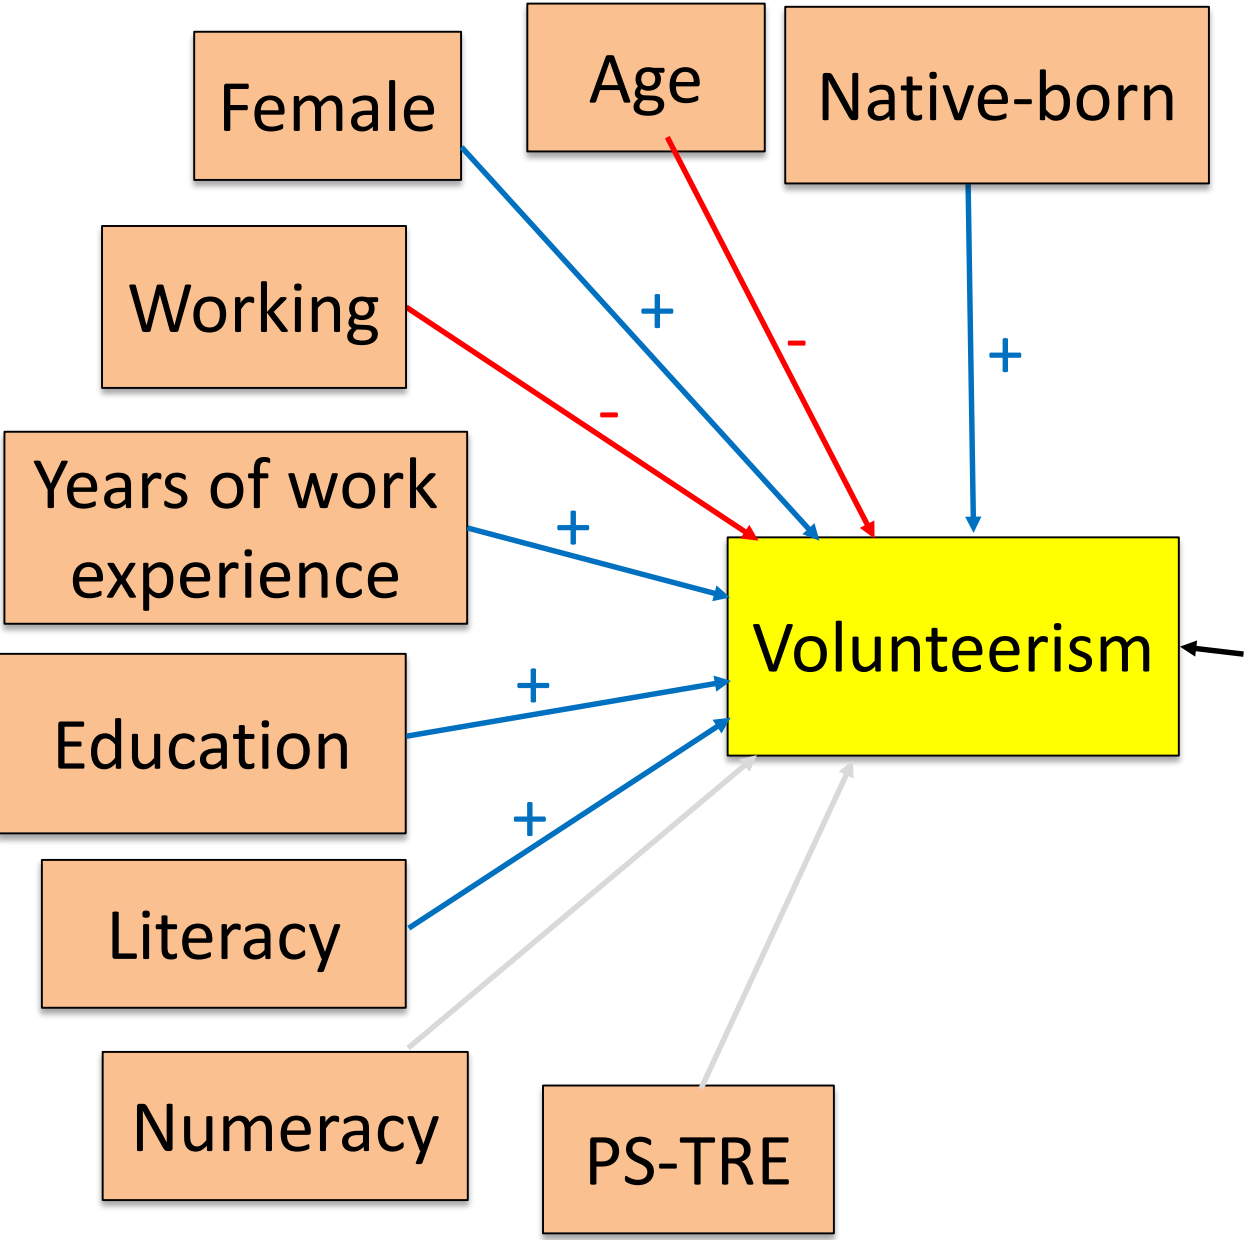 Female
Age
Native-born
Working
+
-
+
-
Years of work
experience
+
Volunteerism
Education
+
Literacy
+
Numeracy
PS-TRE